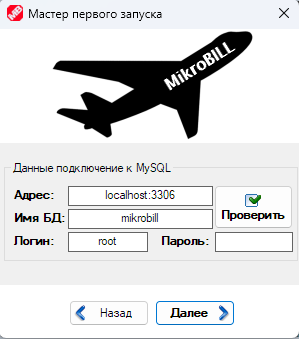 Мастер первого запуска
MikroBILL
Данные подключение к MySQL
Адрес: localhost:3306
Имя БД: mikrobill
Проверить
Логин: root Пароль:
Назад Далее